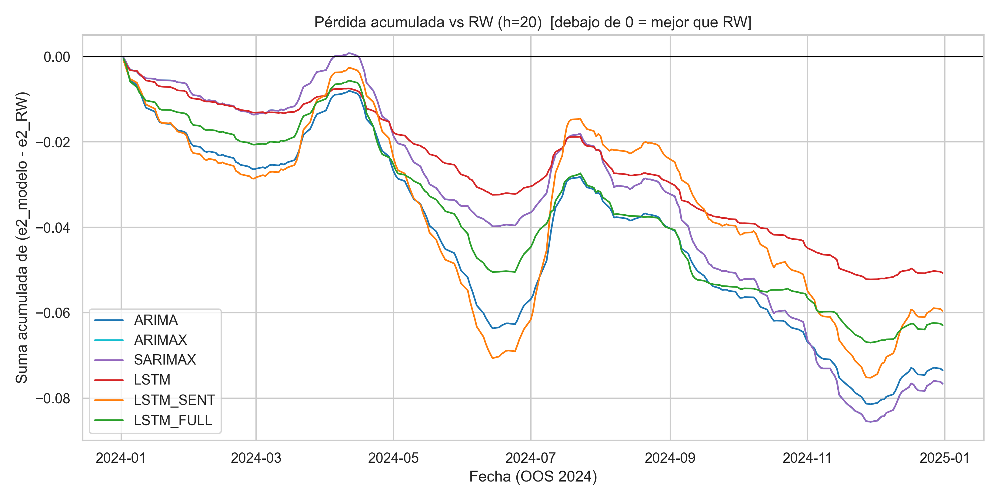 Pérdida acumulada vs RW (h=20)  [debajo de 0 = mejor que RW]
Suma acumulada de (e2_modelo - e2_RW)
0.00
−0.02
−0.04
−0.06
−0.08
ARIMA
ARIMAX
SARIMAX
LSTM
LSTM_SENT
LSTM_FULL
2024-01
2024-03
2024-05
2024-07
2024-09
2024-11
2025-01
Fecha (OOS 2024)